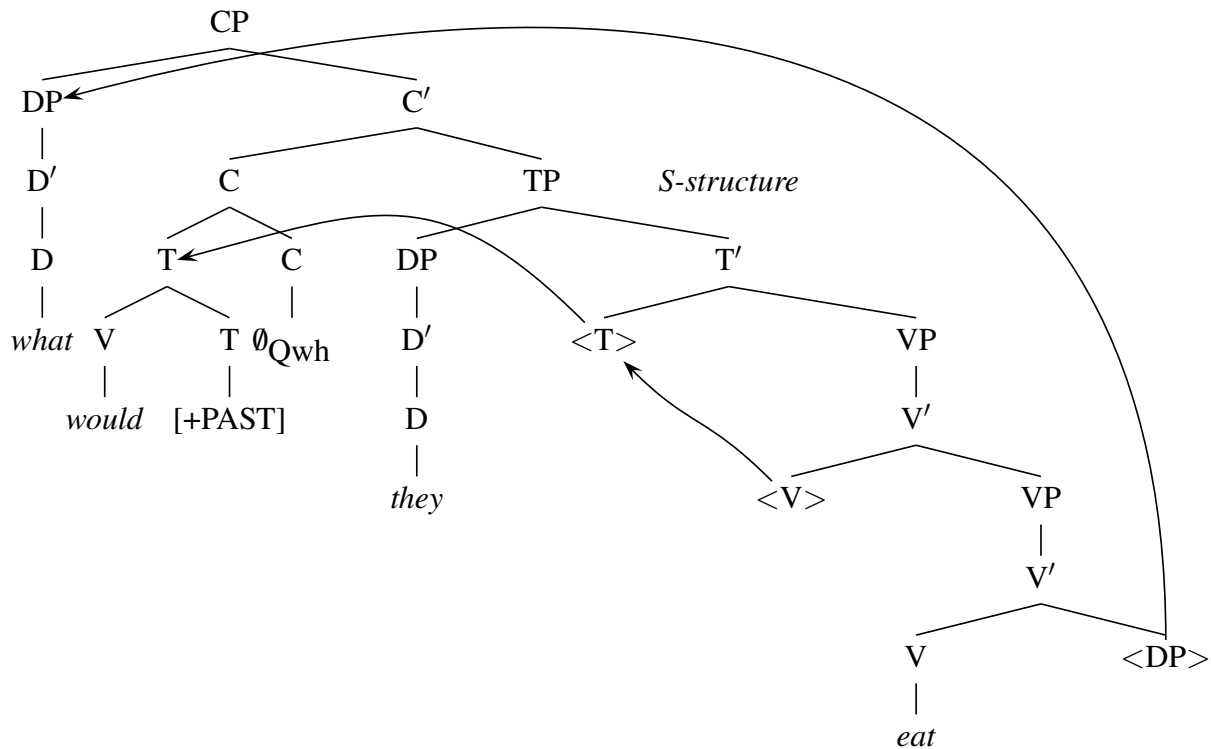 CP
DP C′
D′ C TP S-structure
D T C DP T′
what V T ∅Qwh D′ <T> VP
would [+PAST] D V′
they <V> VP
V′
V <DP>
eat